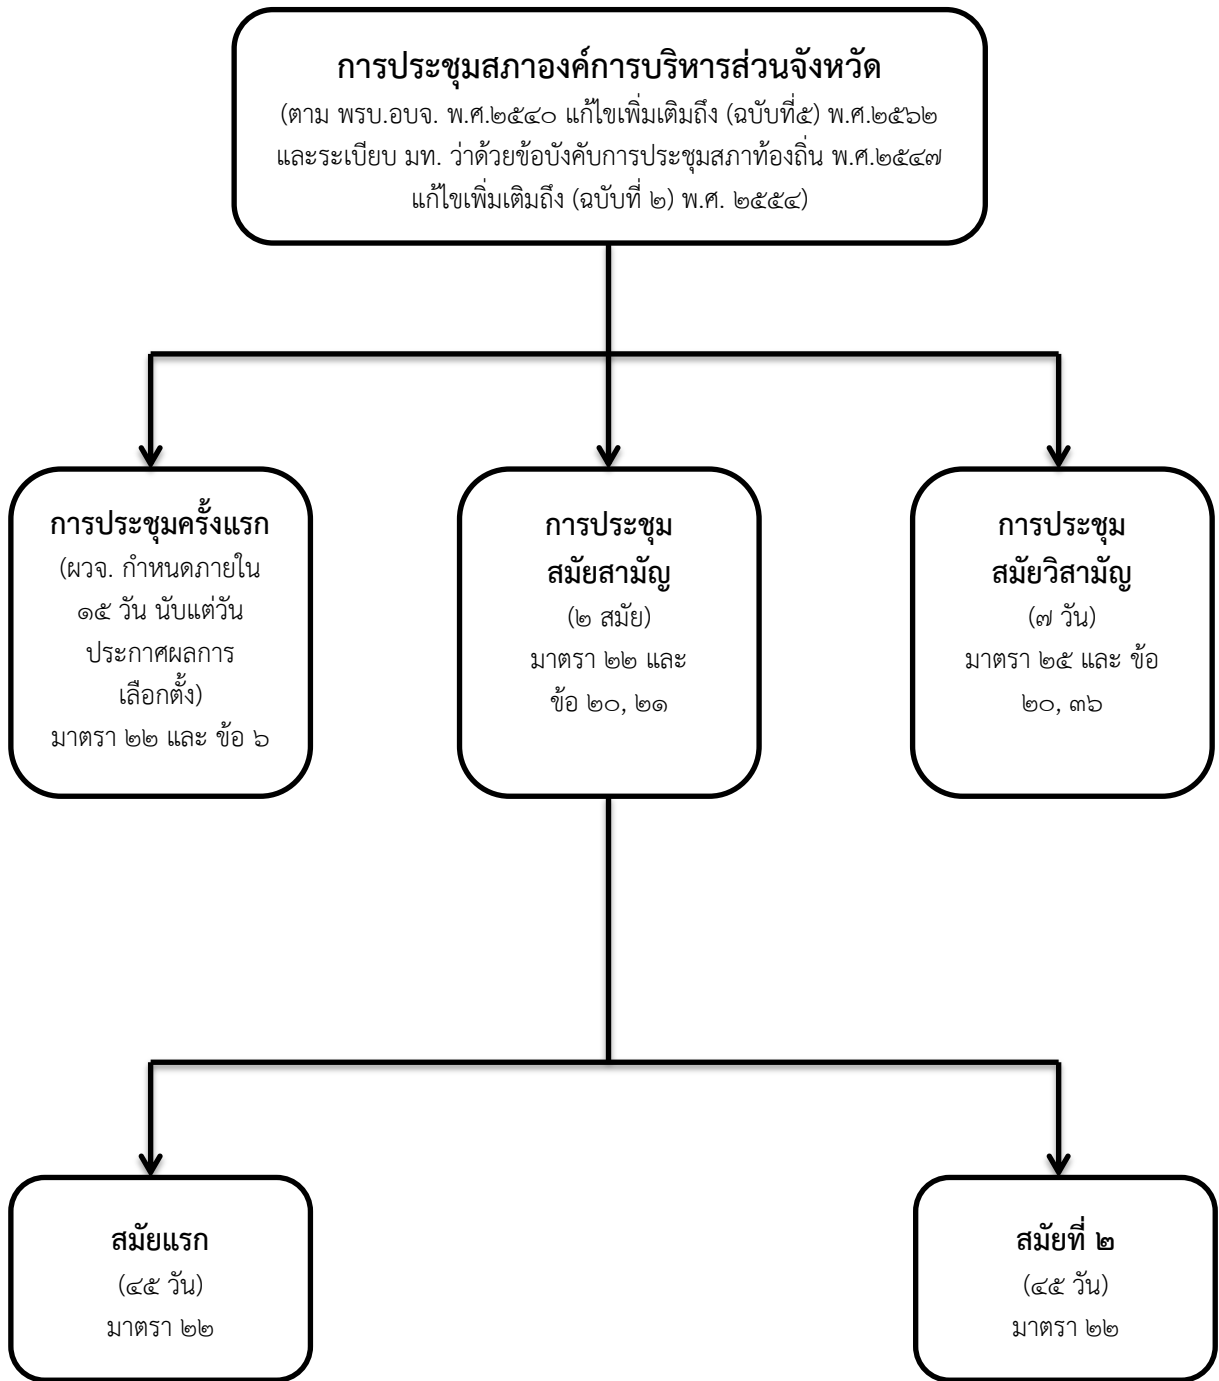 การประชุมสภาองค์การบริหารส่วนจังหวัด
(ตาม พรบ.อบจ. พ.ศ.๒๕๔๐ แก้ไขเพิ่มเติมถึง (ฉบับที่๕) พ.ศ.๒๕๖๒
และระเบียบ มท. ว่าด้วยข้อบังคับการประชุมสภาท้องถิ่น พ.ศ.๒๕๔๗
แก้ไขเพิ่มเติมถึง (ฉบับที่ ๒) พ.ศ. ๒๕๕๔)
การประชุมครั้งแรก
(ผวจ. กำหนดภายใน
๑๕ วัน นับแต่วัน
ประกาศผลการ
เลือกตั้ง)
มาตรา ๒๒ และ ข้อ ๖
การประชุม
สมัยสามัญ
(๒ สมัย)
มาตรา ๒๒ และ
ข้อ ๒๐, ๒๑
การประชุม
สมัยวิสามัญ
(๗ วัน)
มาตรา ๒๕ และ ข้อ
๒๐, ๓๖
สมัยแรก
(๔๕ วัน)
มาตรา ๒๒
สมัยที่ ๒
(๔๕ วัน)
มาตรา ๒๒